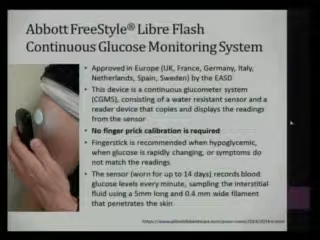 Abbott FreeStyle® Libre Flash
Continuous Glucose Monitoring System
• Approved in Europe (UK, France, Germany, Italy,
Netherlands, Spain, Sweden) by the EASD
• This device is a continuous glucometer system
(CGMS), consisting of a water resistant sensor and a
reader device that copies and displays the readings
from the sensor
• No finger prick calibration is required
• Fingerstick is recommended when hypoglycemic,
when glucose is rapidly changing, or symptoms do
not match the readings.
• The sensor (worn for up to 14 days) records blood
glucose levels every minute, sampling the interstitial
fluid using a 5mm long and 0.4 mm wide filament
that penetrates the skin.